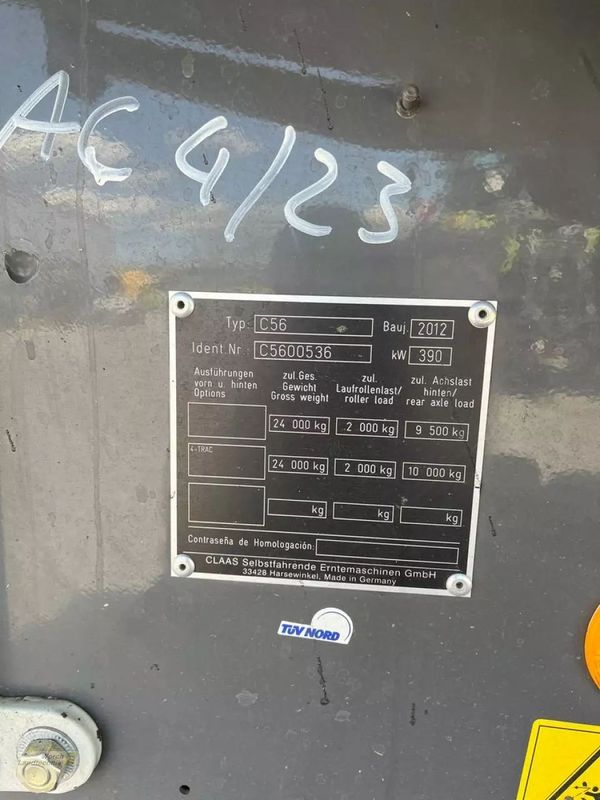 AC 4/23
Typ: C56 Bauj. 2012
Ident.Nr. C5600536 kW 390
Ausführungen
vorn u. hinten
Options
zul. Ges.
Gewicht
Gross weight
zul.
Laufrollenlast/
roller load
zul. Achslast
hinten/
rear axle load
24 000 kg 2 000 kg 9 500 kg
4-TRAC 24 000 kg 2 000 kg 10 000 kg
kg kg kg
Contraseña de Homologación:
CLAAS Selbstfahrende Erntemaschinen GmbH
33428 Harsewinkel, Made in Germany
TÜV NORD
Landtechnik